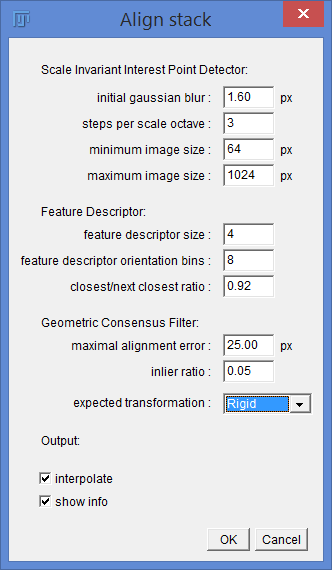 Align stack
Scale Invariant Interest Point Detector:
initial gaussian blur : 1.60 px
steps per scale octave : 3
minimum image size : 64 px
maximum image size : 1024 px
Feature Descriptor:
feature descriptor size : 4
feature descriptor orientation bins : 8
closest/next closest ratio : 0.92
Geometric Consensus Filter:
maximal alignment error : 25.00 px
inlier ratio : 0.05
expected transformation : Rigid
Output:
interpolate
show info
OK Cancel